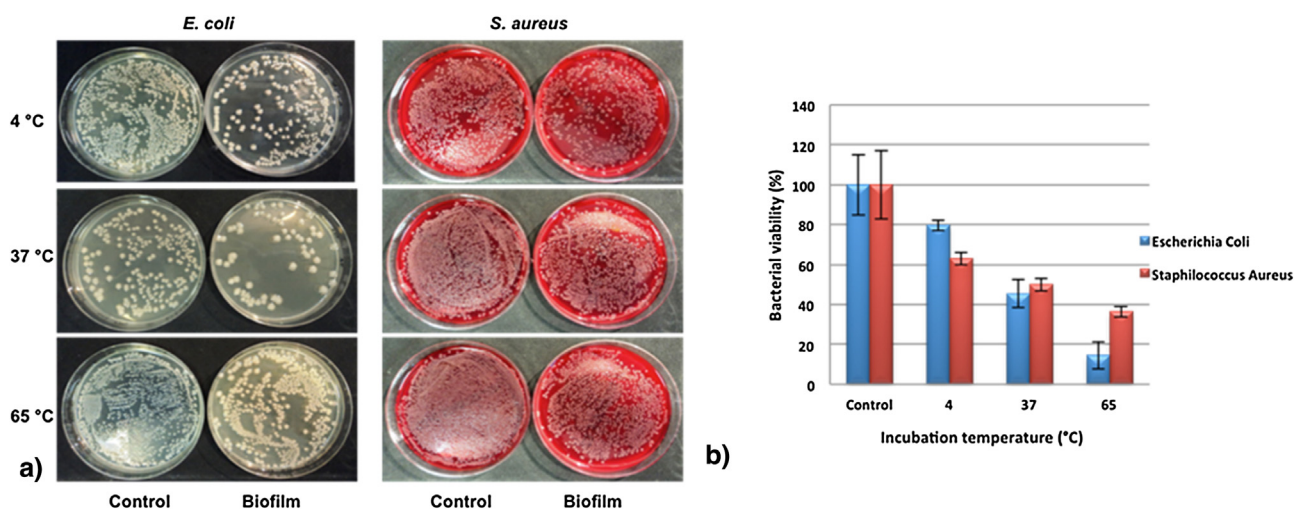 E. coli
S. aureus
4 °C
37 °C
65 °C
a)
Control
Biofilm
Control
Biofilm
b)
Bacterial viability (%)
140
120
100
80
60
40
20
0
Control
4
37
65
Incubation temperature (°C)
Escherichia Coli
Staphilococcus Aureus